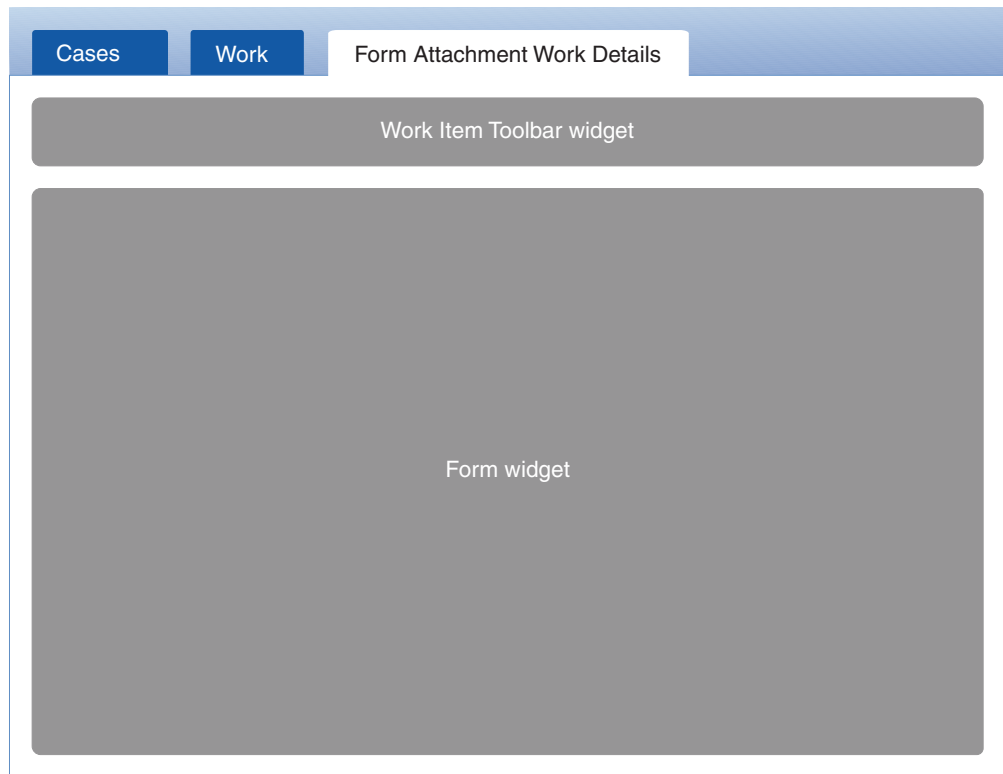 Cases
Work
Form Attachment Work Details
Work Item Toolbar widget
Form widget